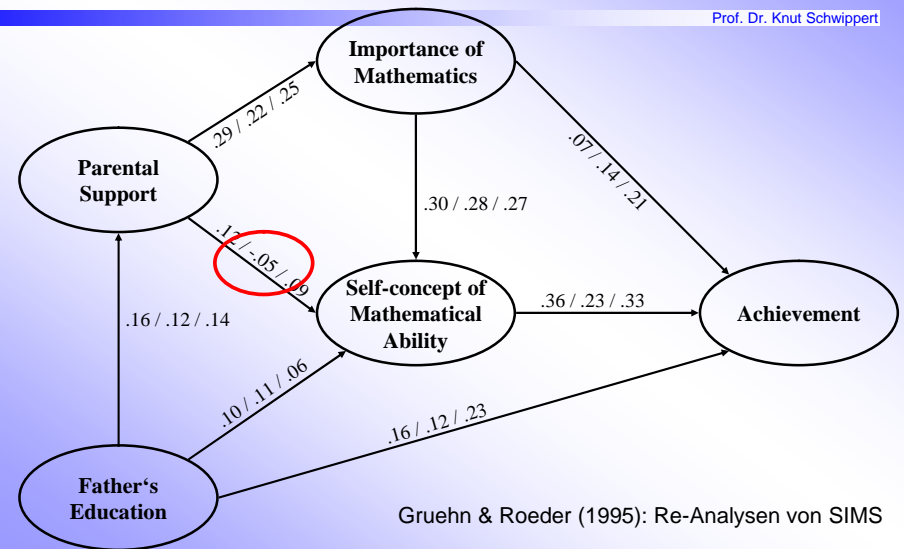 Prof. Dr. Knut Schwippert
Importance of
Mathematics
.29 / .22 / .25
.07 / .14 / .21
Parental
Support
.30 / .28 / .27
.12 / -.05 / .09
Self-concept of
Mathematical
Ability
.36 / .23 / .33
Achievement
.16 / .12 / .14
.10 / .11 / .06
.16 / .12 / .23
Father‘s
Education
Gruehn & Roeder (1995): Re-Analysen von SIMS